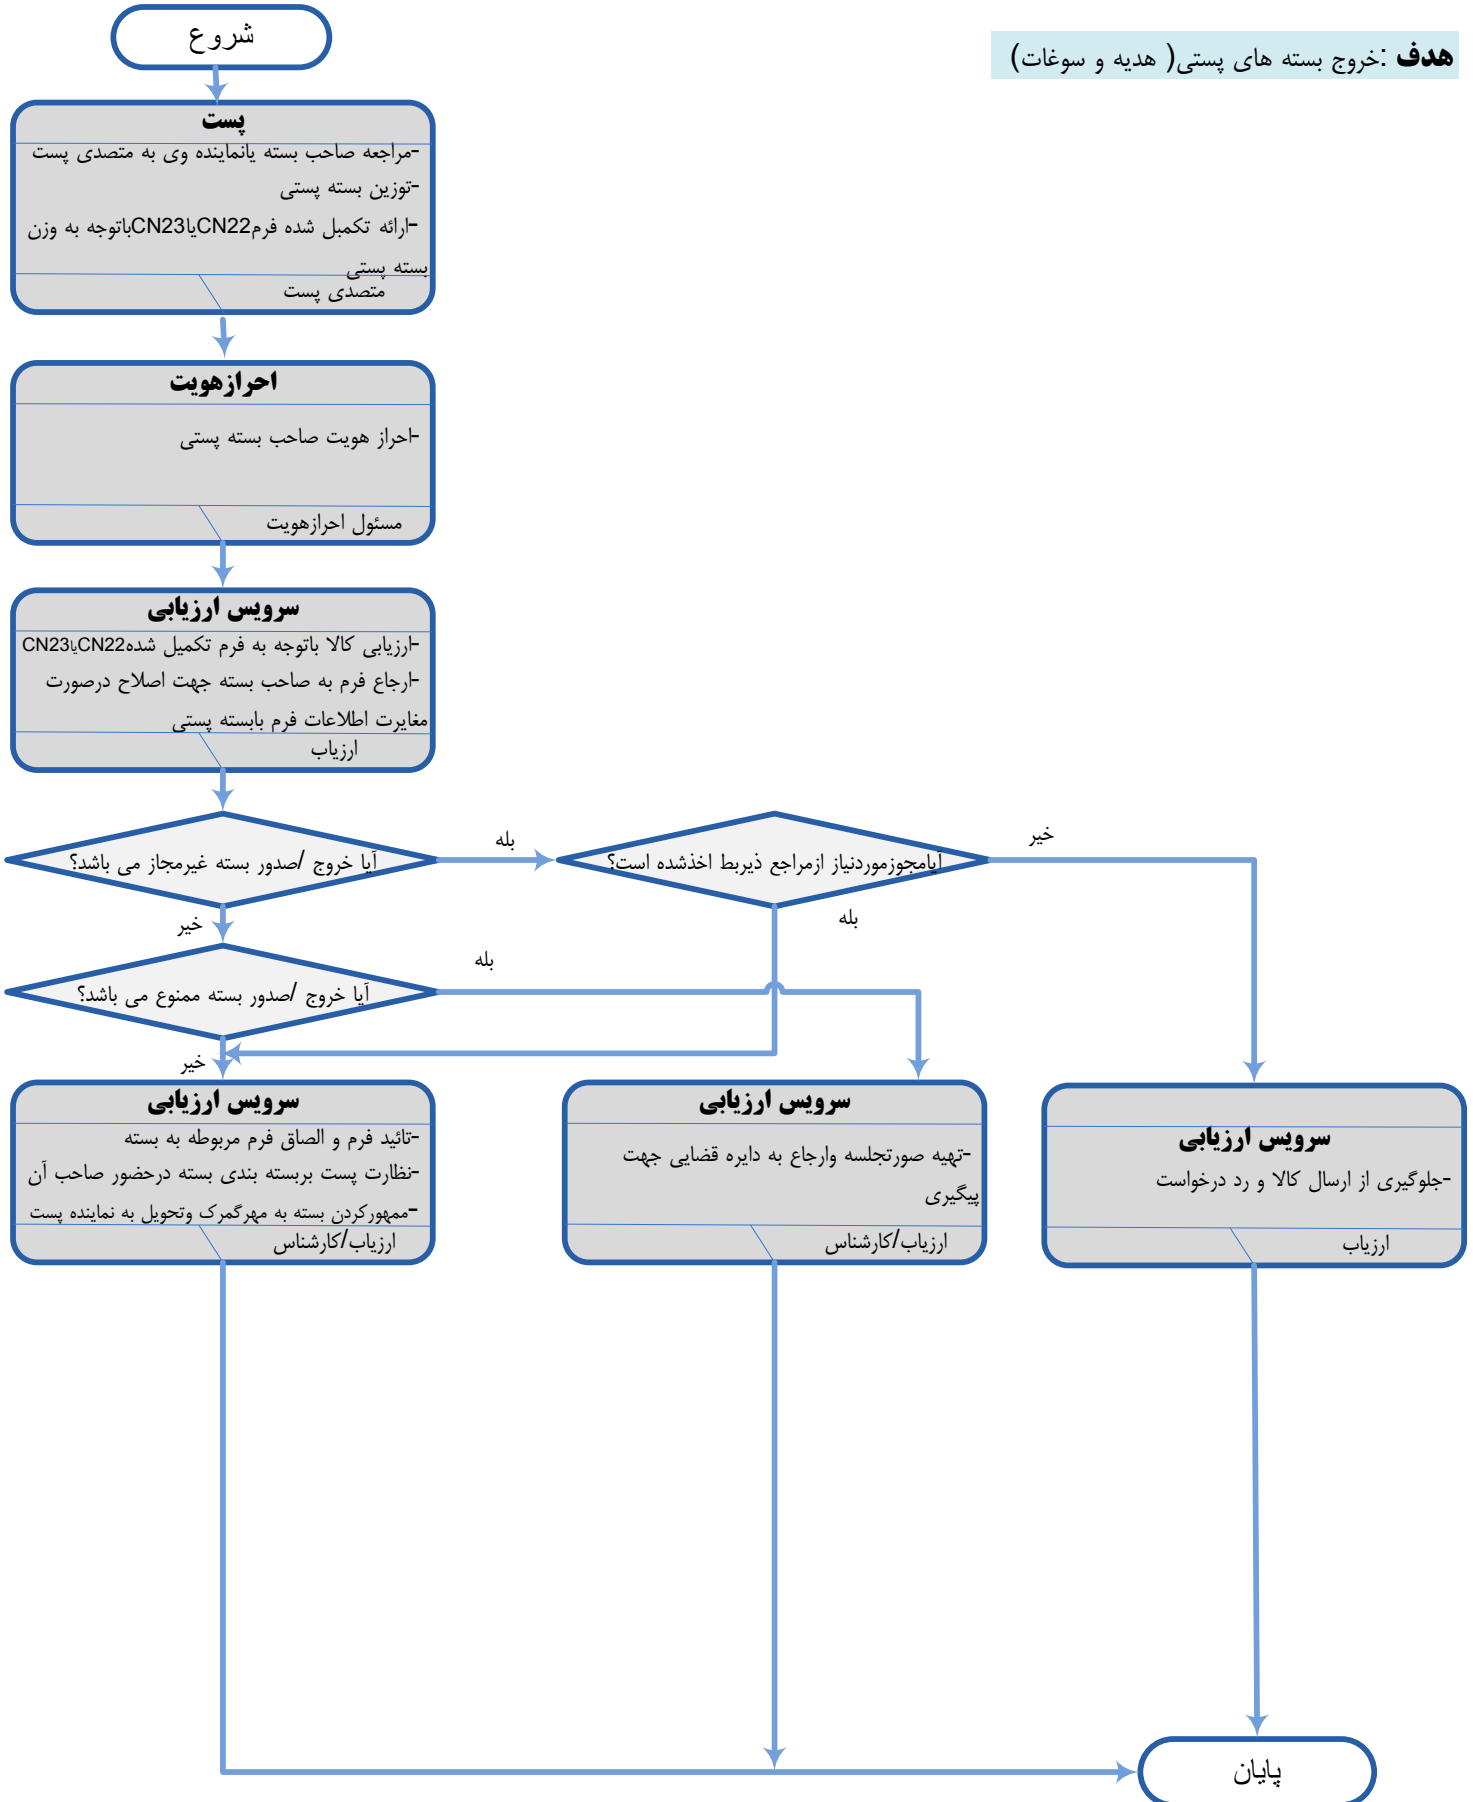 شروع
هدف :خروج بسته های پستی( هدیه و سوغات)
پست
-مراجعه صاحب بسته یانماینده وی به متصدی پست
-توزین بسته پستی
-ارائه تکمبل شده فرمCN22یاCN23باتوجه به وزن
بسته پستی
متصدی پست
احرازهویت
-احراز هویت صاحب بسته پستی
مسئول احرازهویت
سرویس ارزیابی
-ارزیابی کالا باتوجه به فرم تکمیل شدهCN22یاCN23
-ارجاع فرم به صاحب بسته جهت اصلاح درصورت
مغایرت اطلاعات فرم بابسته پستی
ارزیاب
آیا خروج /صدور بسته غیرمجاز می باشد؟
بله
آیامجوزموردنیاز ازمراجع ذیربط اخذشده است؟
خیر
خیر
بله
آیا خروج /صدور بسته ممنوع می باشد؟
بله
خیر
سرویس ارزیابی
-تائید فرم و الصاق فرم مربوطه به بسته
-نظارت پست بربسته بندی بسته درحضور صاحب آن
-ممهورکردن بسته به مهرگمرک وتحویل به نماینده پست
ارزیاب/کارشناس
سرویس ارزیابی
-تهیه صورتجلسه وارجاع به دایره قضایی جهت
پیگیری
ارزیاب/کارشناس
سرویس ارزیابی
-جلوگیری از ارسال کالا و رد درخواست
ارزیاب
پایان